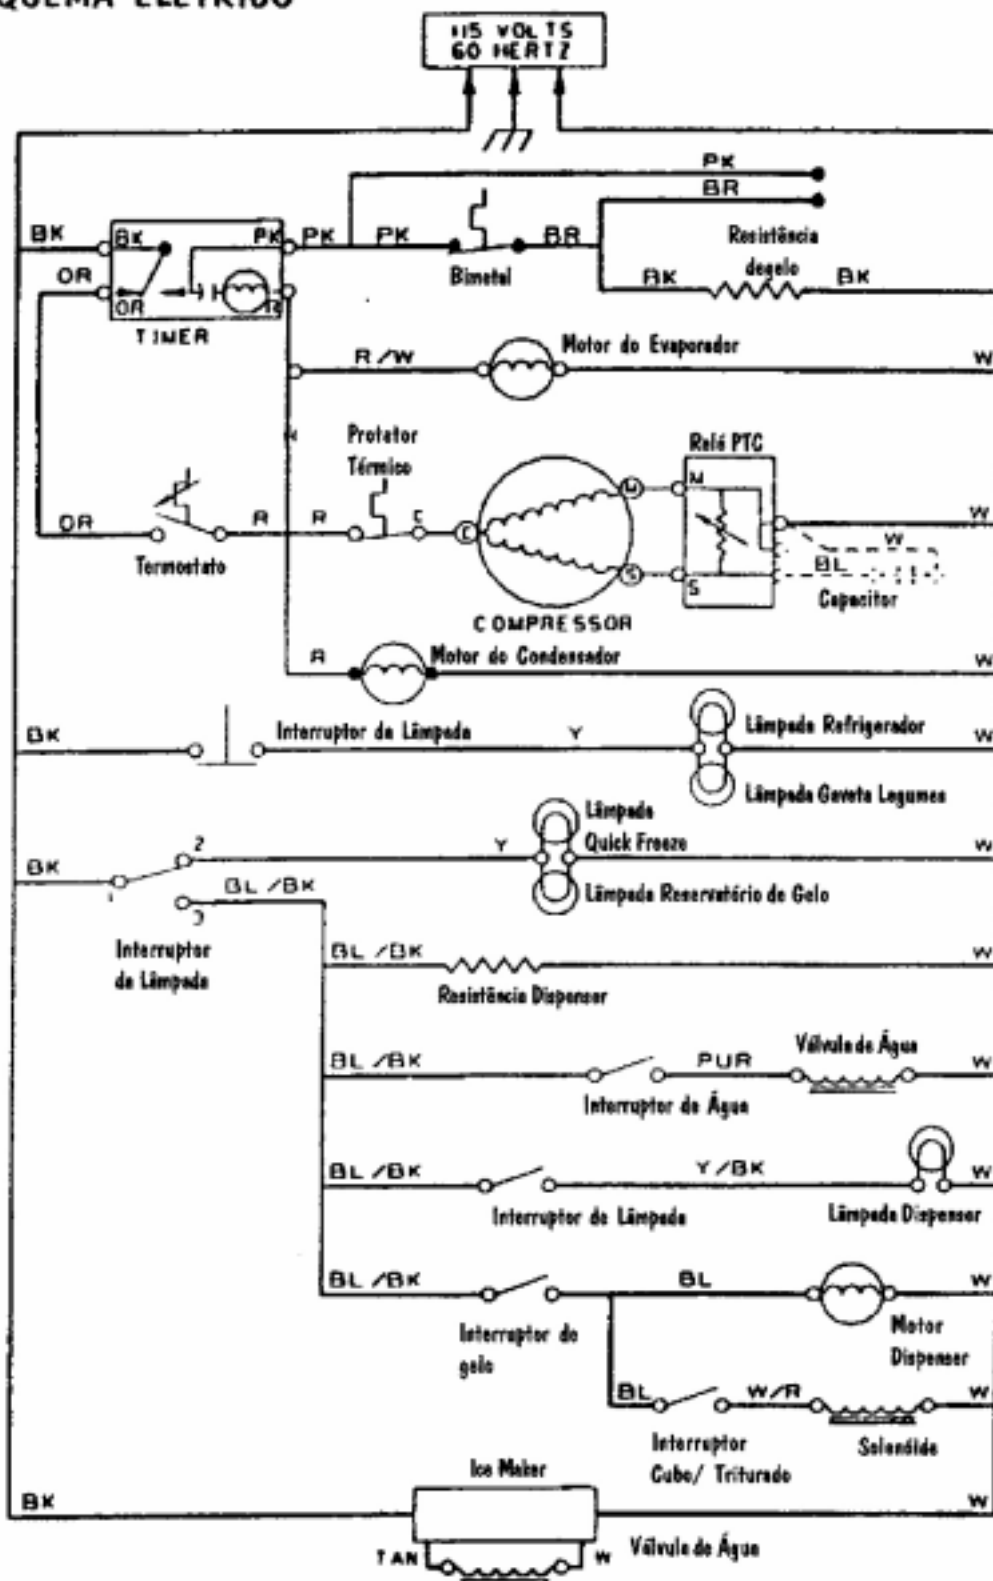 QUEMA ELETRICO
115 VOLTS
60 HERTZ
PK
BR
BK
BK
PK
PK
PK
BR
Resistência
degelo
OR
OR
R
Bimetal
BK
BK
TIMER
R/W
Motor do Evaporador
W
Protetor
Térmico
Relé PTC
OR
R
R
C
C
M
M
W
W
Termostato
S
S
BL
Capacitor
COMPRESSOR
R
Motor do Condensador
W
BK
Interruptor da Lâmpada
Y
Lâmpada Refrigerador
W
Lâmpada Gaveta Legumes
Lâmpada
Quick Freeze
BK
1
2
Y
W
3
BL/BK
Lâmpada Reservatório de Gelo
Interruptor
da Lâmpada
BL/BK
W
Resistência Dispenser
BL/BK
PUR
Válvula de Água
W
Interruptor de Água
BL/BK
Y/BK
W
Interruptor de Lâmpada
Lâmpada Dispenser
BL/BK
BL
W
Interruptor do
gelo
Motor
Dispenser
BL
W/R
W
Interruptor
Cubo/ Triturado
Solenóide
Ice Maker
BK
W
TAN
W
Válvula de Água